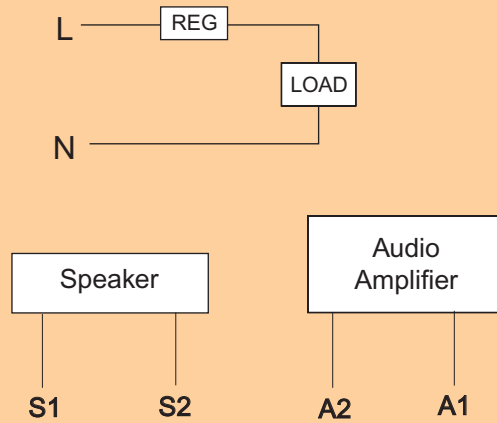 L
REG
LOAD
N
Speaker
Audio
Amplifier
S1
S2
A2
A1